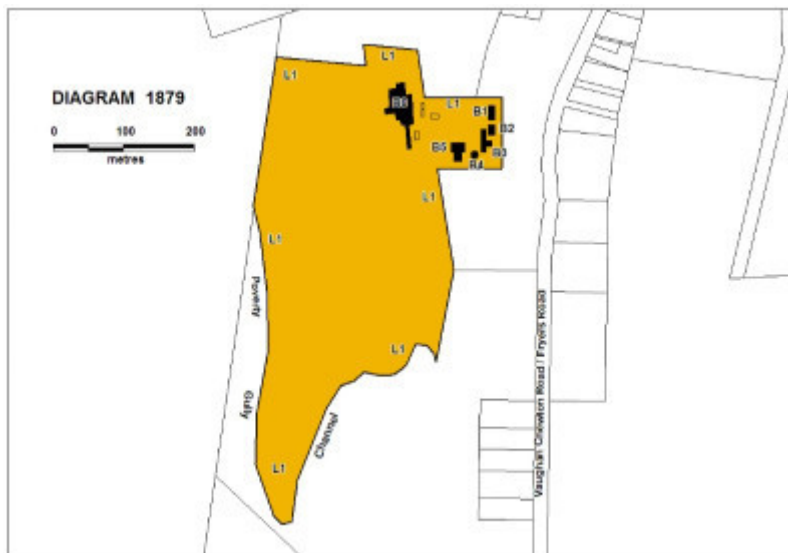 DIAGRAM 1879
0 100 200
metres
L1
L1
L1
B6
B1
B2
B3
B4
B5
L1
L1
L1
L1
Poverty
Gully
Channel
Vaughan Chewton Road / Fryers Road